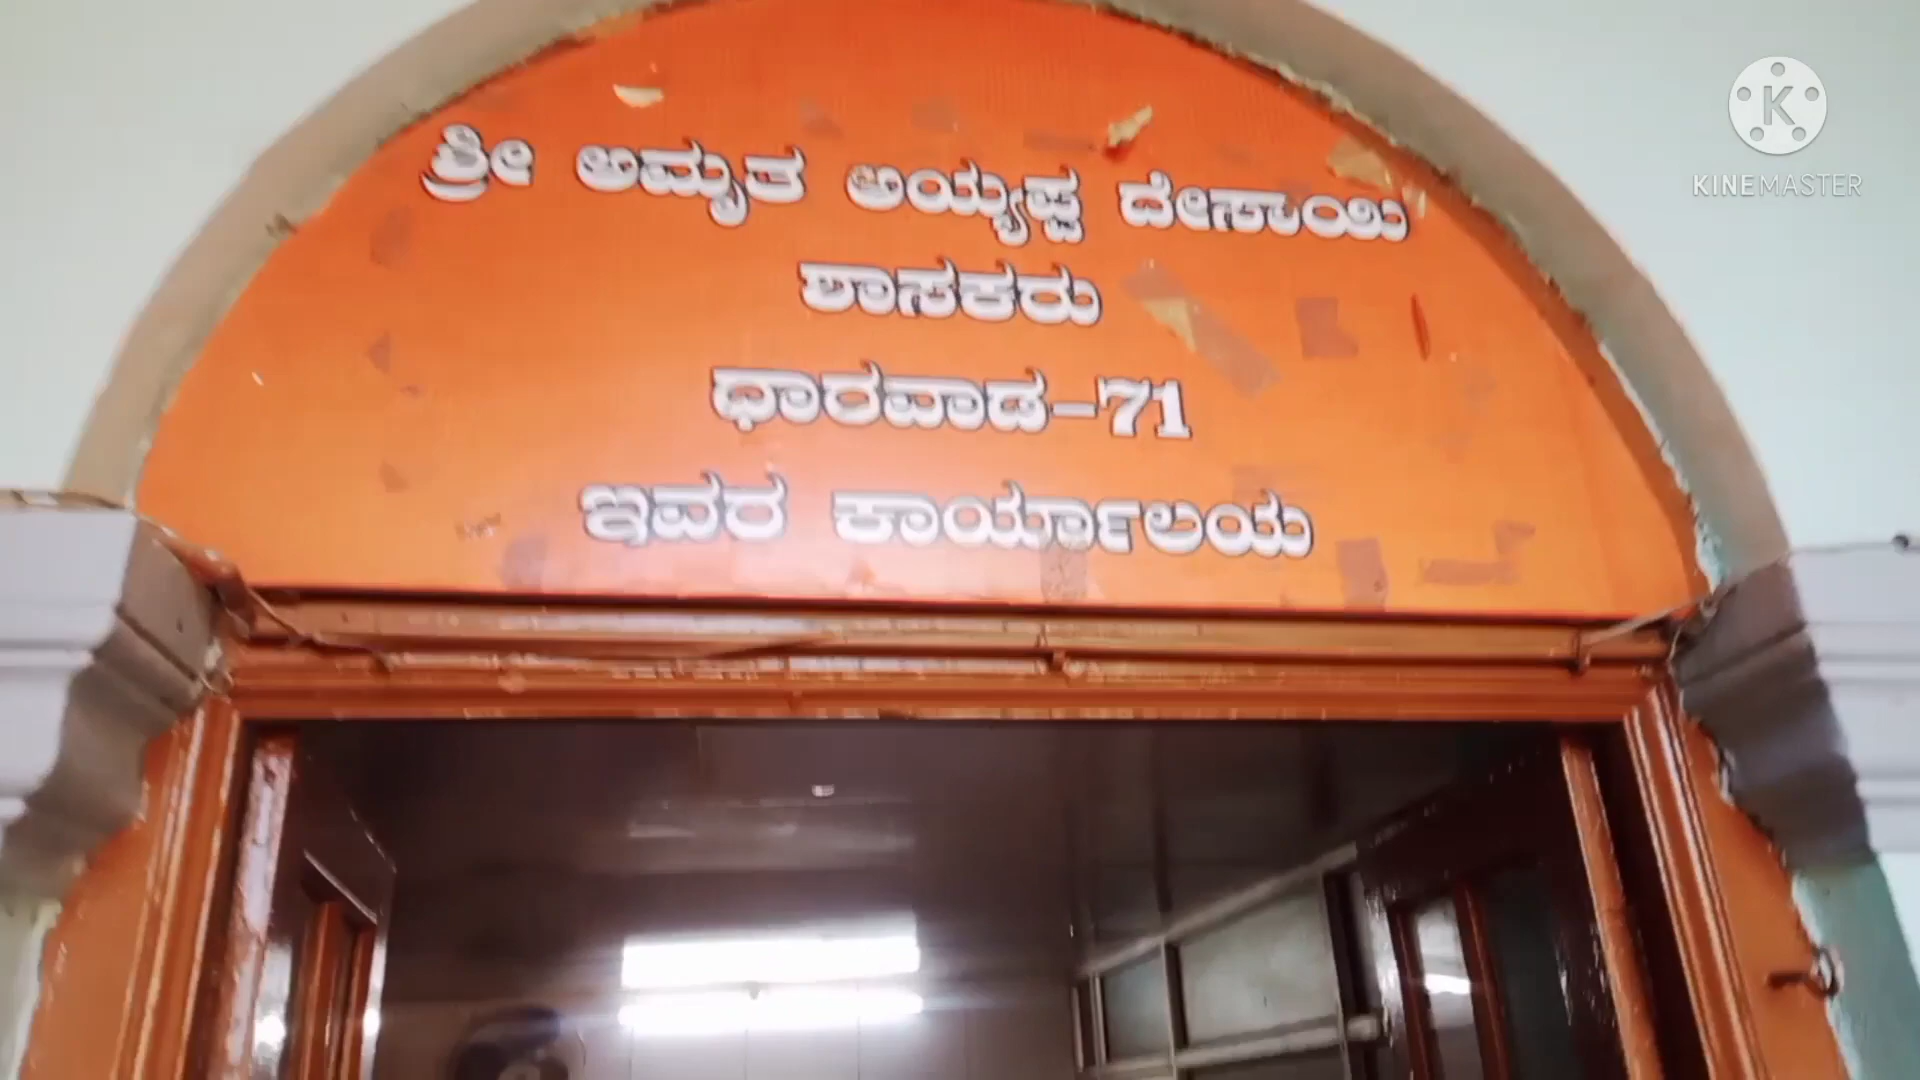 ಶ್ರೀ ಅಮೃತ ಅಯ್ಯಪ್ಪ ದೇಸಾಯಿ
ಶಾಸಕರು
ಧಾರವಾಡ-71
ಇವರ ಕಾರ್ಯಾಲಯ
K
KINEMASTER